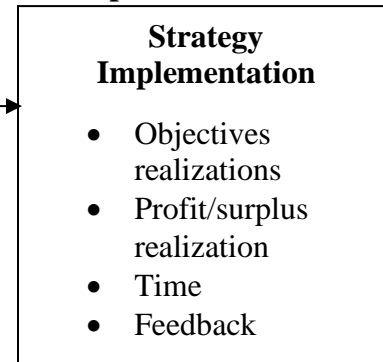 Strategy
Implementation
• Objectives
realizations
• Profit/surplus
realization
• Time
• Feedback